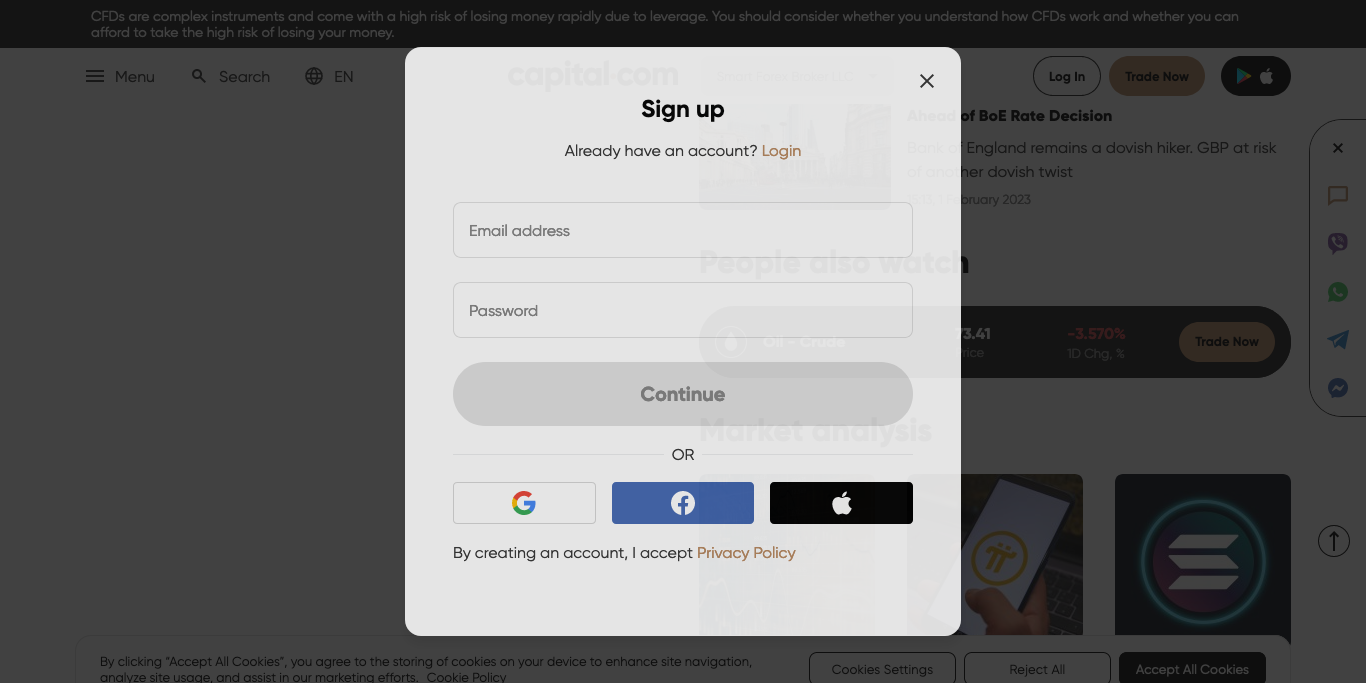 CFDs are complex instruments and come with a high risk of losing money rapidly due to leverage. You should consider whether you understand how CFDs work and whether you can
afford to take the high risk of losing your money.
Menu
Search
EN
capital.com
Log In
Trade Now
Sign up
Already have an account? Login
Email address
Password
Continue
OR
By creating an account, I accept Privacy Policy
Ahead of BoE Rate Decision
Bank of England remains a dovish hiker. GBP at risk
of another dovish twist
February 2023
People also watch
Oil - Crude
73.41
Price
-3.570%
1D Chg, %
Trade Now
Market analysis
By clicking “Accept All Cookies”, you agree to the storing of cookies on your device to enhance site navigation,
analyze site usage, and assist in our marketing efforts. Cookie Policy
Cookies Settings
Reject All
Accept All Cookies